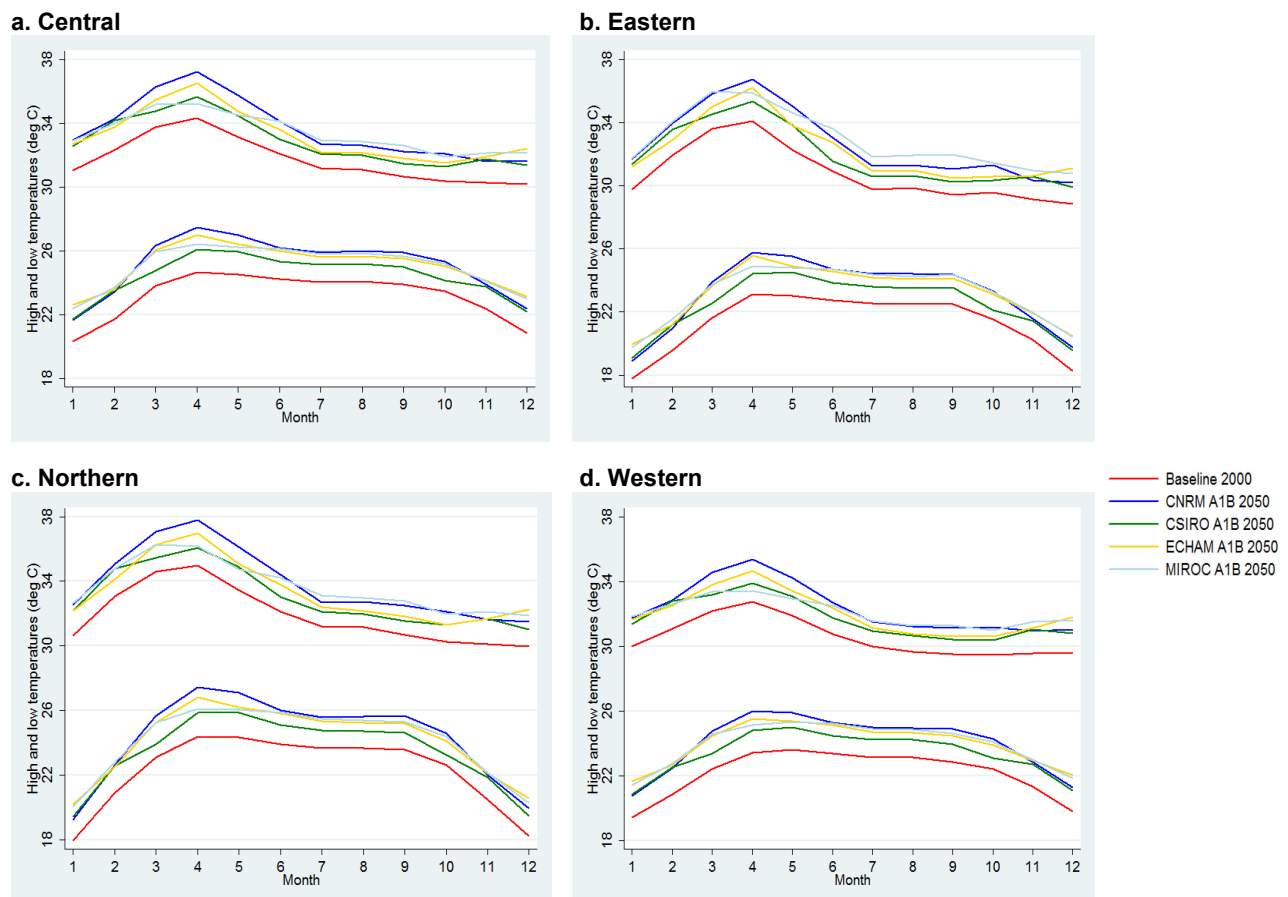 a. Central
High and low temperatures (deg C)
38
34
30
26
22
18
1 2 3 4 5 6 7 8 9 10 11 12
Month
b. Eastern
High and low temperatures (deg C)
38
34
30
26
22
18
1 2 3 4 5 6 7 8 9 10 11 12
Month
c. Northern
High and low temperatures (deg C)
38
34
30
26
22
18
1 2 3 4 5 6 7 8 9 10 11 12
Month
d. Western
High and low temperatures (deg C)
38
34
30
26
22
18
1 2 3 4 5 6 7 8 9 10 11 12
Month
Baseline 2000
CNRM A1B 2050
CSIRO A1B 2050
ECHAM A1B 2050
MIROC A1B 2050